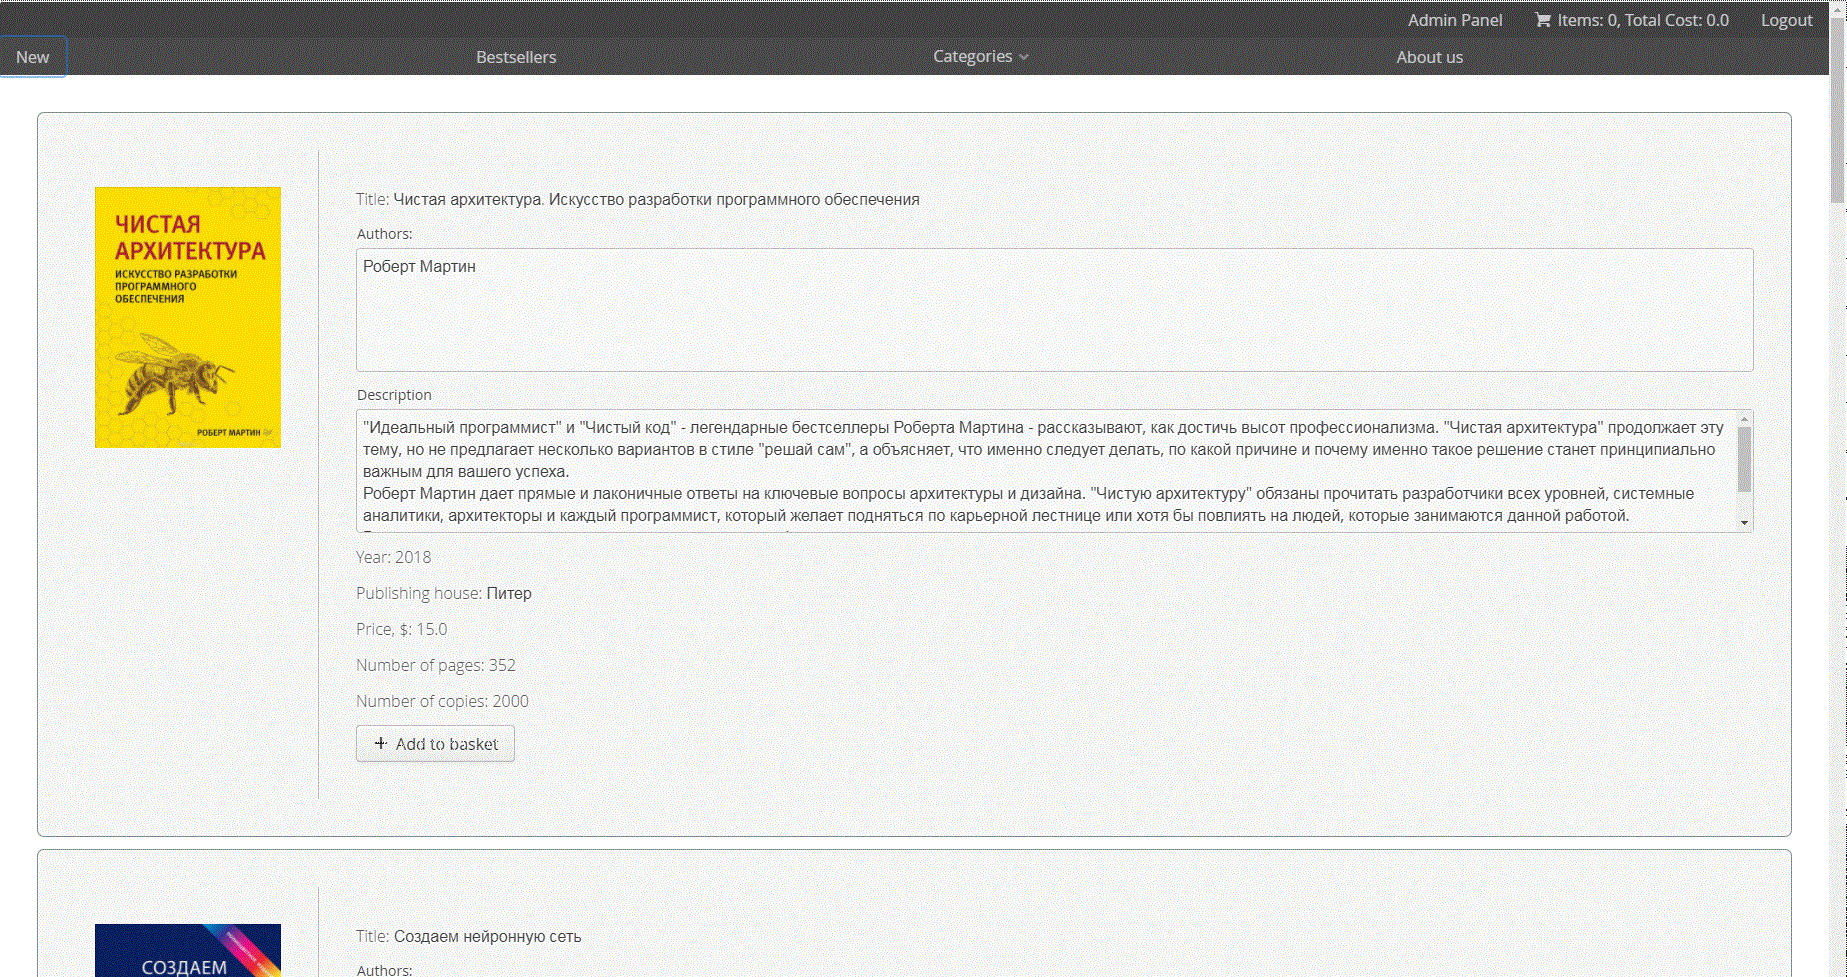 Admin Panel
Items: 0, Total Cost: 0.0
Logout
New
Bestsellers
Categories
About us
ЧИСТАЯ
АРХИТЕКТУРА
ИСКУССТВО РАЗРАБОТКИ
ПРОГРАММНОГО
ОБЕСПЕЧЕНИЯ
РОБЕРТ МАРТИН
Title: Чистая архитектура. Искусство разработки программного обеспечения
Authors:
Роберт Мартин
Description
"Идеальный программист" и "Чистый код" - легендарные бестселлеры Роберта Мартина - рассказывают, как достичь высот профессионализма. "Чистая архитектура" продолжает эту
тему, но не предлагает несколько вариантов в стиле "решай сам", а объясняет, что именно следует делать, по какой причине и почему именно такое решение станет принципиально
важным для вашего успеха.
Роберт Мартин дает прямые и лаконичные ответы на ключевые вопросы архитектуры и дизайна. "Чистую архитектуру" обязаны прочитать разработчики всех уровней, системные
аналитики, архитекторы и каждый программист, который желает подняться по карьерной лестнице или хотя бы повлиять на людей, которые занимаются данной работой.
Year: 2018
Publishing house: Питер
Price, $: 15.0
Number of pages: 352
Number of copies: 2000
Add to basket
СОЗДАЕМ
Title: Создаем нейронную сеть
Authors: